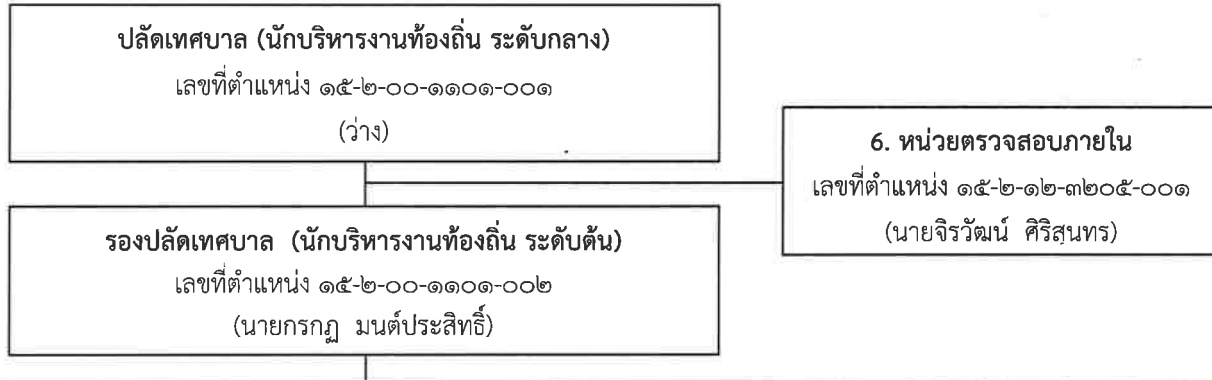 ปลัดเทศบาล (นักบริหารงานท้องถิ่น ระดับกลาง)
เลขที่ตำแหน่ง ๑๕-๒-๐๐-๑๑๐๑-๐๐๑
(ว่าง)
6. หน่วยตรวจสอบภายใน
เลขที่ตำแหน่ง ๑๕-๒-๑๒-๓๒๐๕-๐๐๑
(นายจิรวัฒน์ ศิริสุนทร)
รองปลัดเทศบาล (นักบริหารงานท้องถิ่น ระดับต้น)
เลขที่ตำแหน่ง ๑๕-๒-๐๐-๑๑๐๑-๐๐๒
(นายกรกฏ มนต์ประสิทธิ์)